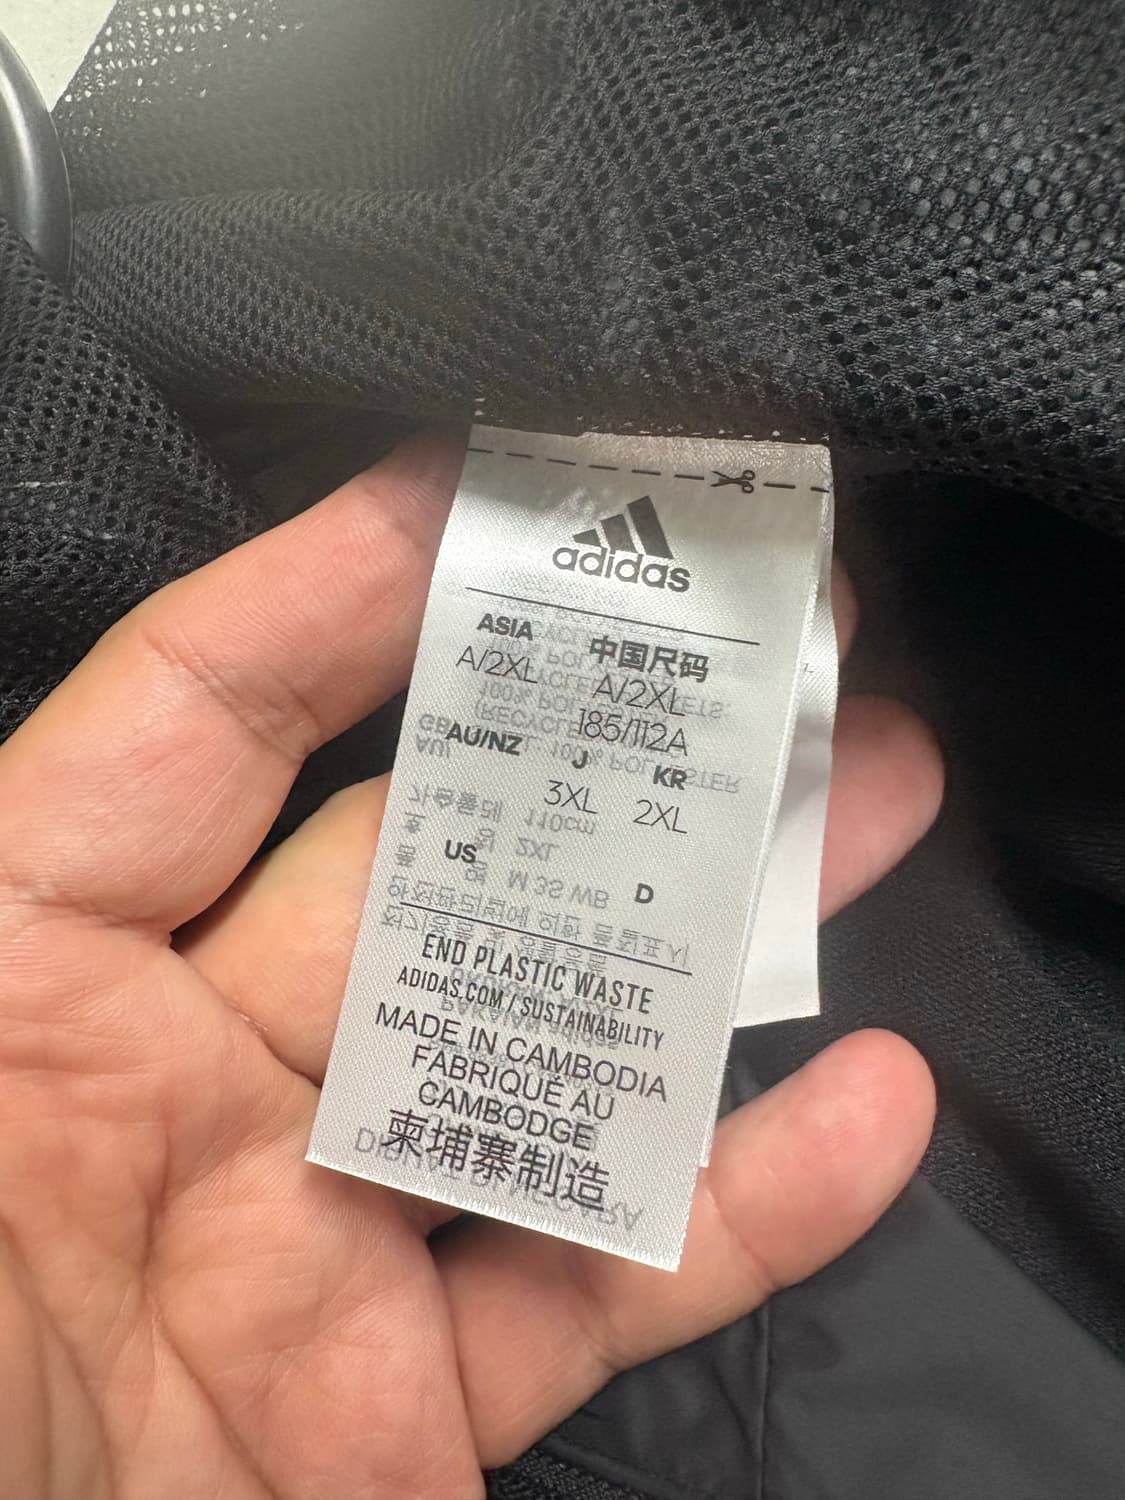 adidas
ASIA 中国尺码
A/2XL A/2XL
185/112A
AU/NZ J KR
3XL 2XL
US D
END PLASTIC WASTE
ADIDAS.COM / SUSTAINABILITY
MADE IN CAMBODIA
FABRIQUÉ AU
CAMBODGE
柬埔寨制造